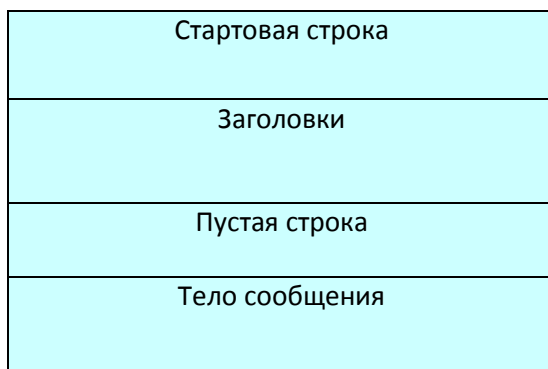 Стартовая строка
Заголовки
Пустая строка
Тело сообщения